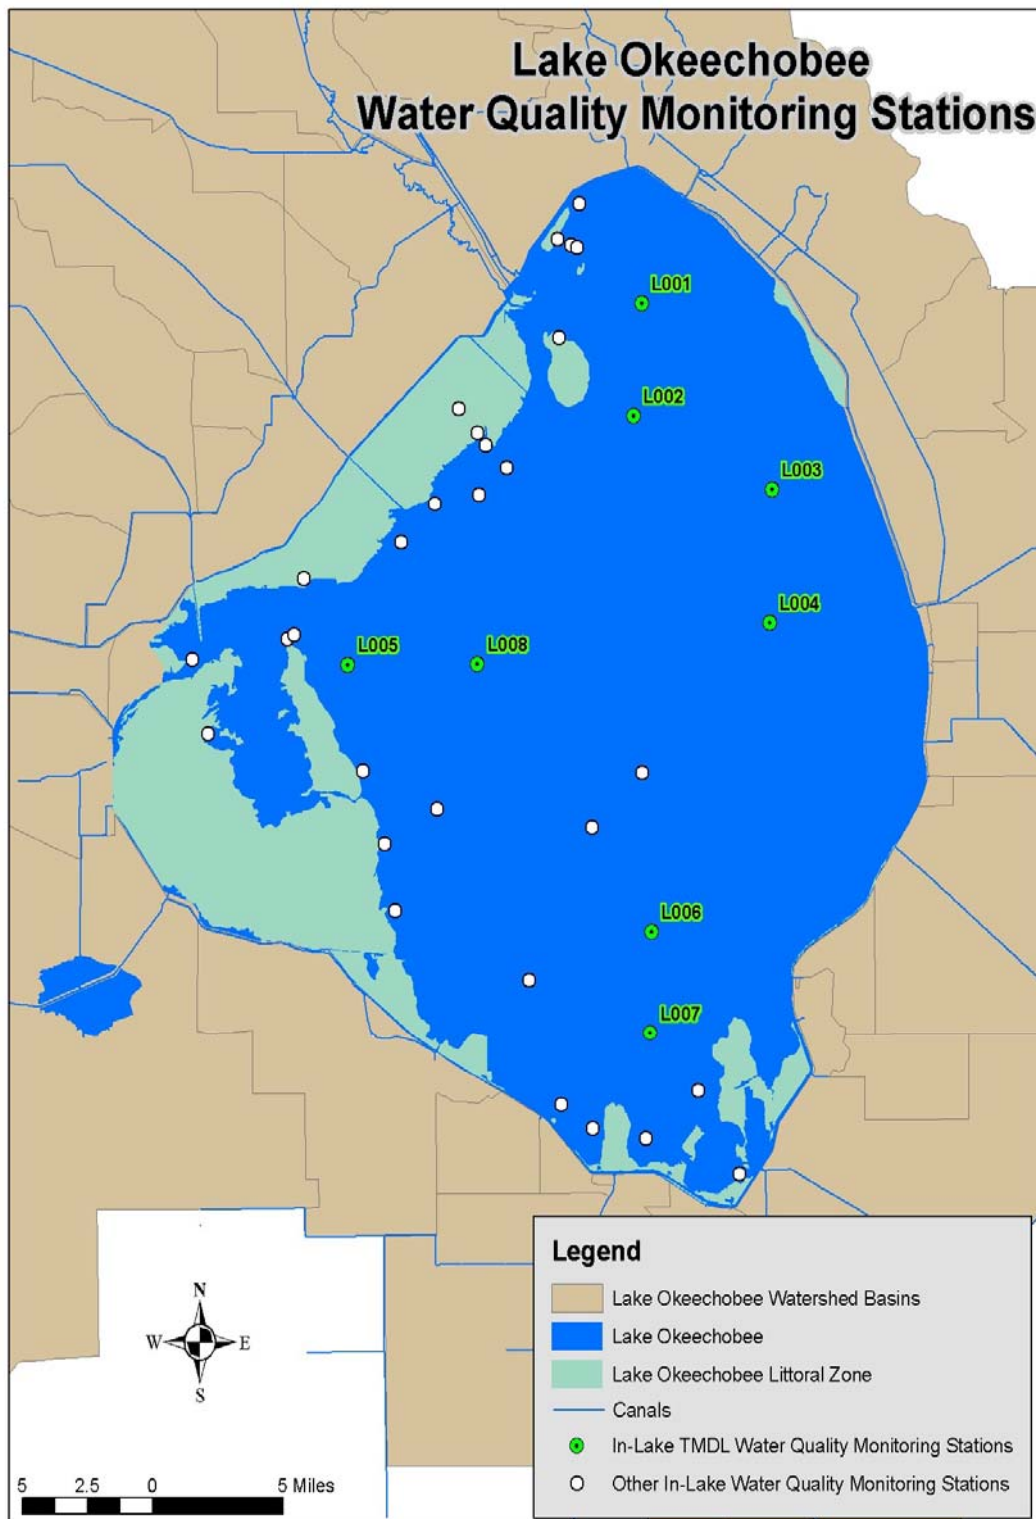 Lake Okeechobee
Water Quality Monitoring Stations
L001
L002
L003
L004
L005
L008
L006
L007
N
W
E
S
5
2.5
0
5 Miles
Legend
Lake Okeechobee Watershed Basins
Lake Okeechobee
Lake Okeechobee Littoral Zone
Canals
In-Lake TMDL Water Quality Monitoring Stations
Other In-Lake Water Quality Monitoring Stations